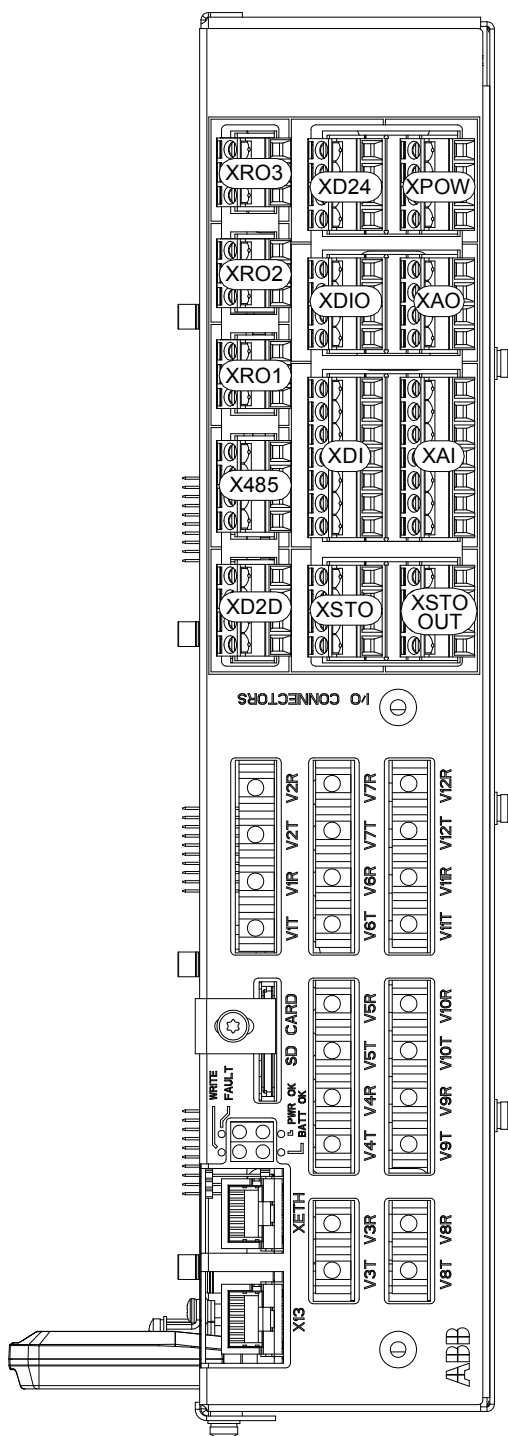 XRO3
XD24
XPOW
XRO2
XDIO
XAO
XRO1
XDI
XAI
X485
XD2D
XSTO
XSTO
OUT
I/O CONNECTORS
V2R
V2T
V1R
V1T
V7R
V7T
V6R
V6T
V12R
V12T
V11R
V11T
SD CARD
V5R
V5T
V4R
V4T
V10R
V10T
V9R
V9T
WRITE
FAULT
PWR OK
BATT OK
XETH
V3R
V3T
V8R
V8T
X13
ABB